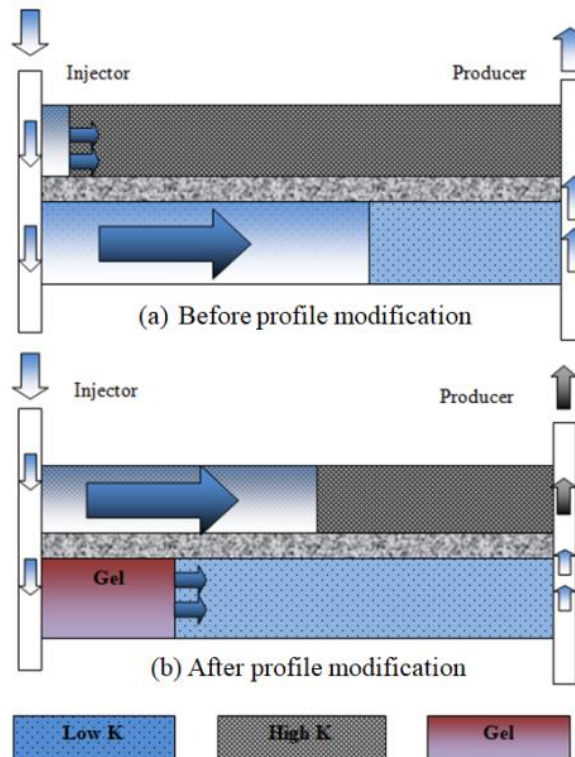 Injector Producer
(a) Before profile modification
Injector Producer
Gel
(b) After profile modification
Low K High K Gel